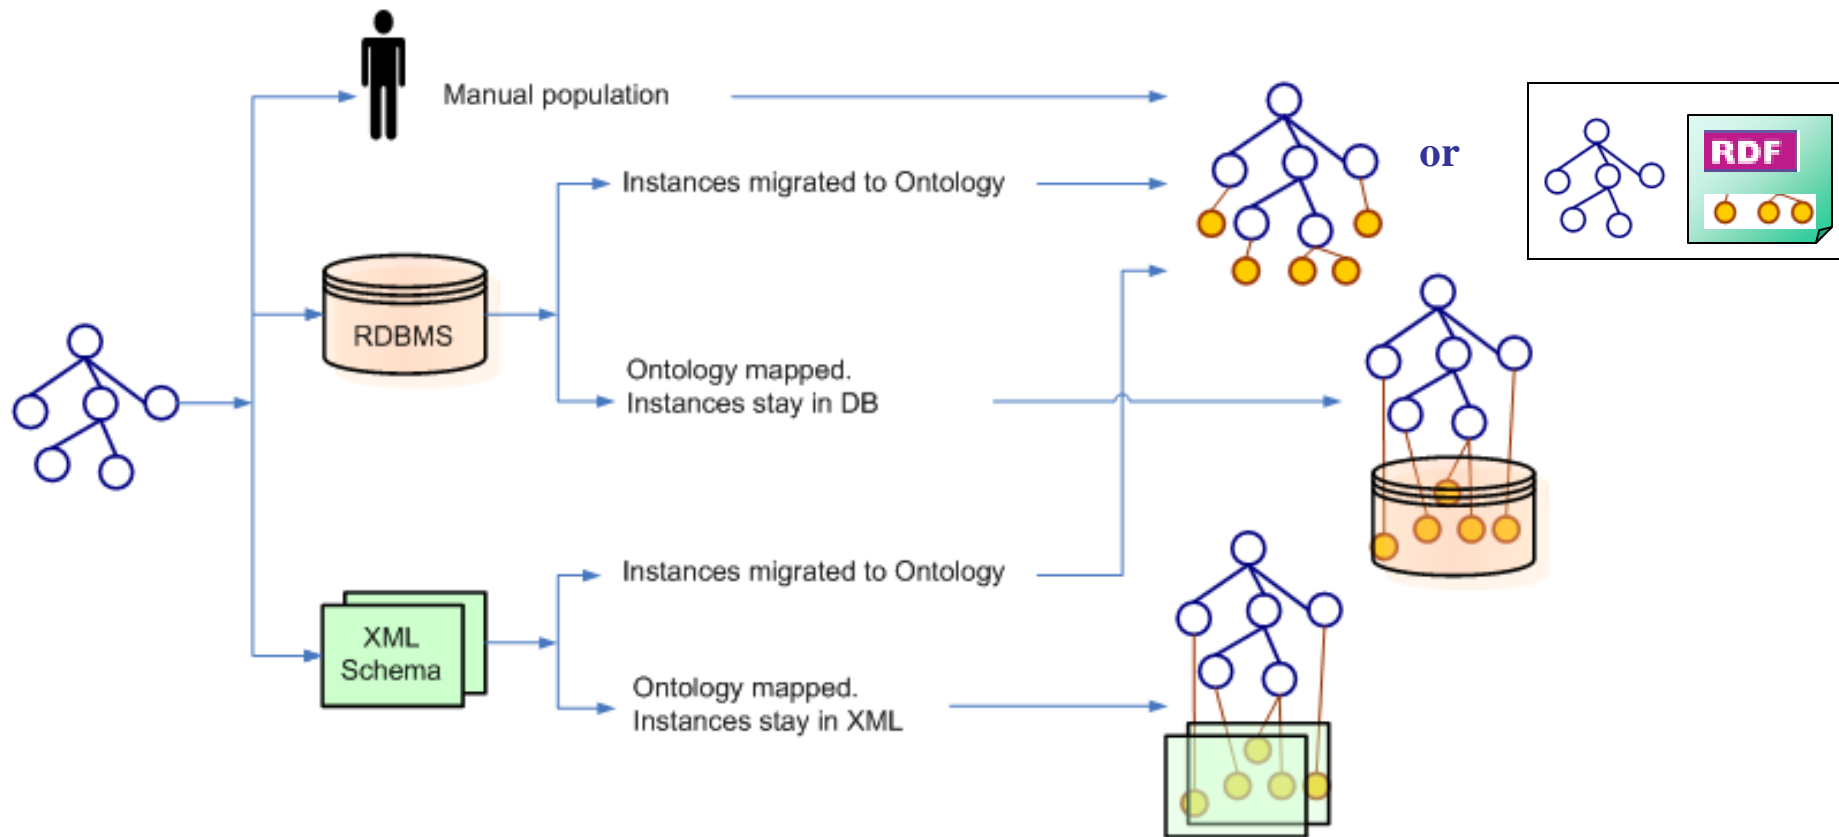 Manual population
or
RDF
Instances migrated to Ontology
RDBMS
Ontology mapped.
Instances stay in DB
Instances migrated to Ontology
XML
Schema
Ontology mapped.
Instances stay in XML